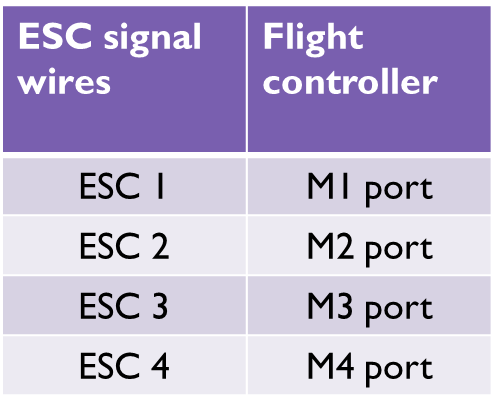 ESC signal wires Flight controller
ESC 1 M1 port
ESC 2 M2 port
ESC 3 M3 port
ESC 4 M4 port